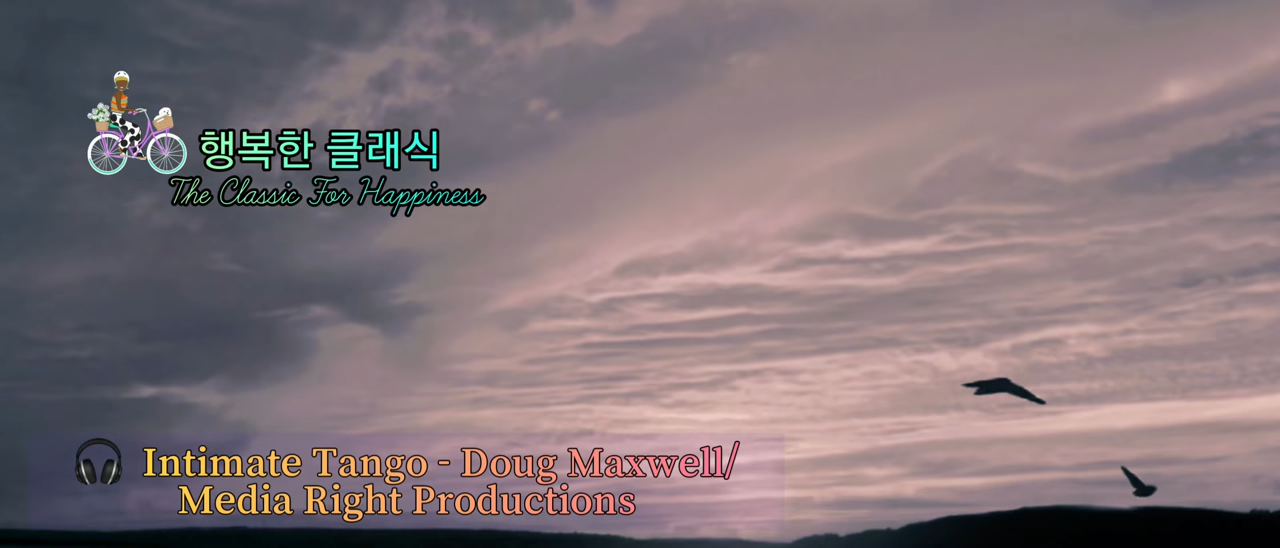 행복한 클래식
The Classic For Happiness
Intimate Tango - Doug Maxwell/
Media Right Productions